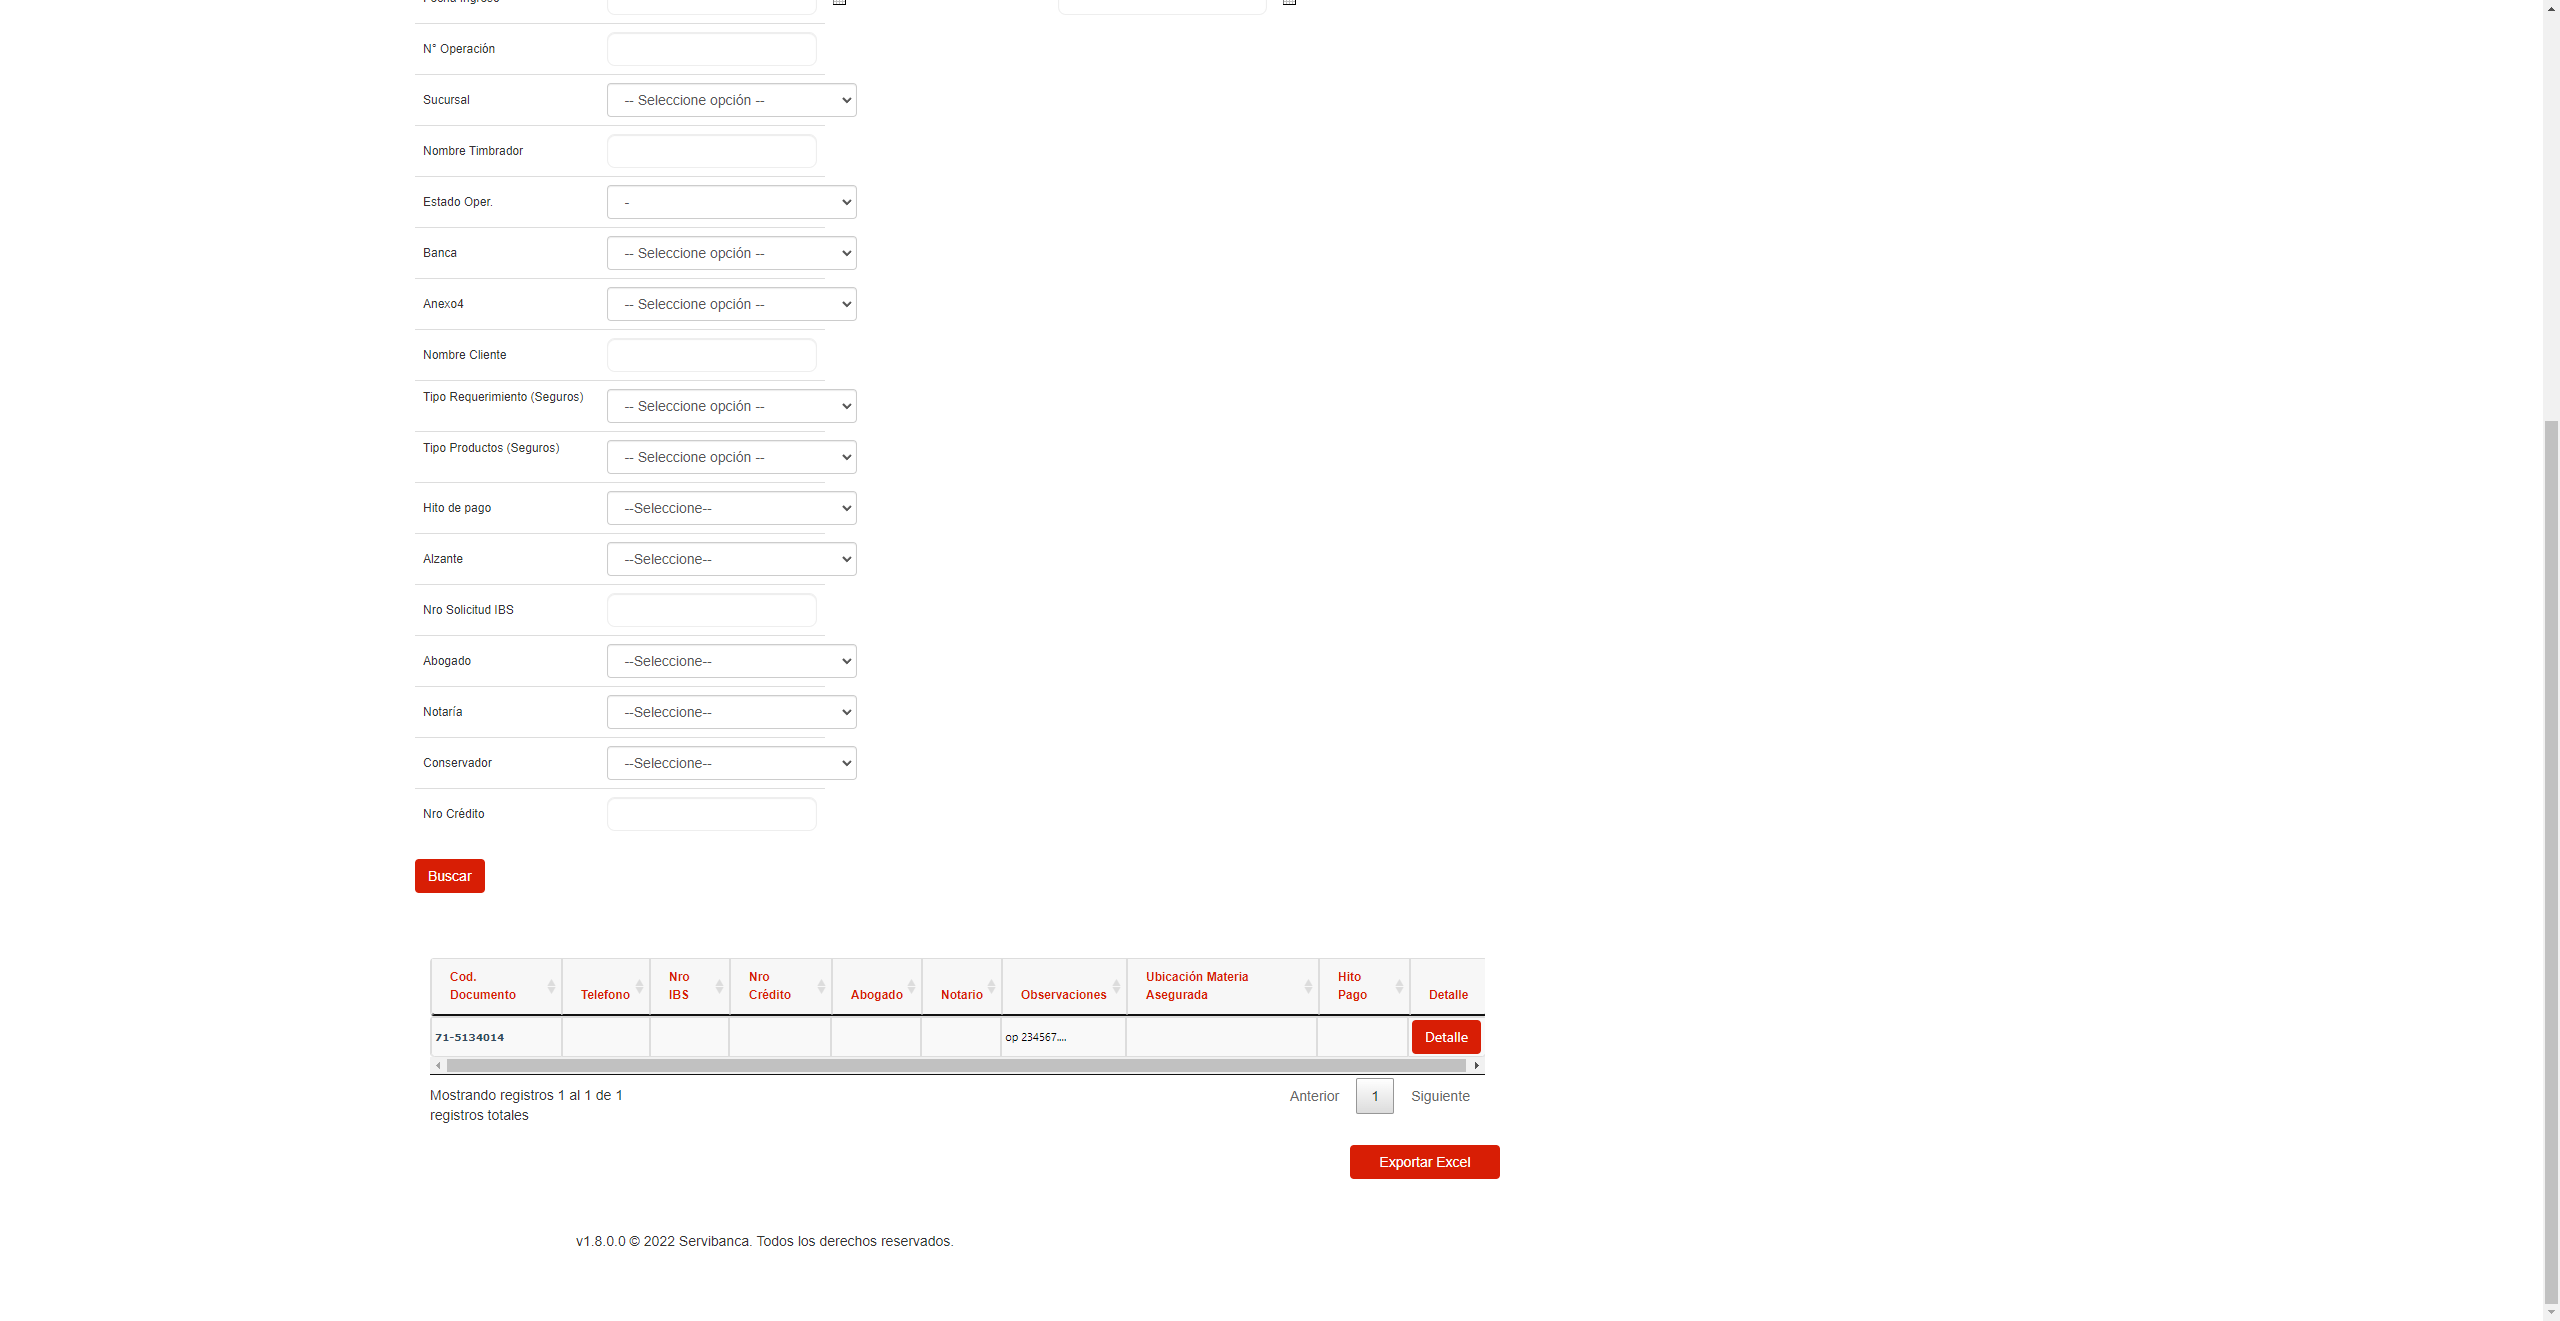 N° Operación
Sucursal
-- Seleccione opción --
Nombre Timbrador
Estado Oper.
-
Banca
-- Seleccione opción --
Anexo4
-- Seleccione opción --
Nombre Cliente
Tipo Requerimiento (Seguros)
-- Seleccione opción --
Tipo Productos (Seguros)
-- Seleccione opción --
Hito de pago
--Seleccione--
Alzante
--Seleccione--
Nro Solicitud IBS
Abogado
--Seleccione--
Notaría
--Seleccione--
Conservador
--Seleccione--
Nro Crédito
Buscar
Cod. Documento
Telefono
Nro IBS
Nro Crédito
Abogado
Notario
Observaciones
Ubicación Materia Asegurada
Hito Pago
Detalle
71-5134014
op 234567....
Detalle
Mostrando registros 1 al 1 de 1
registros totales
Anterior
1
Siguiente
Exportar Excel
v1.8.0.0 © 2022 Servibanca. Todos los derechos reservados.